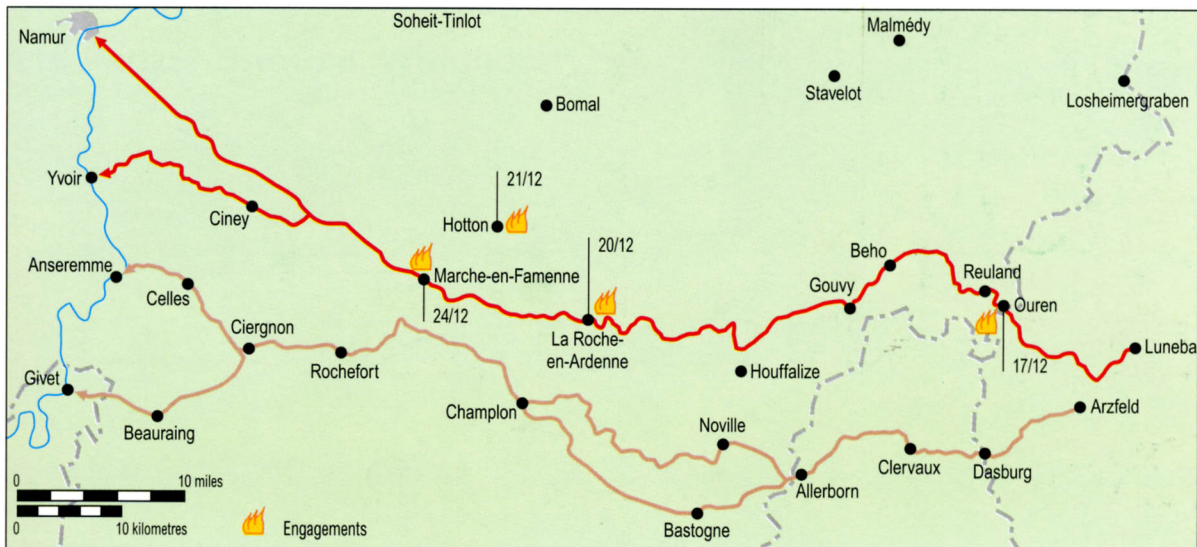 Soheit-Tinlot
Malmédy
Namur
Stavelot
Losheimergraben
Bomal
Yvoir
21/12
Ciney
Hotton
20/12
Beho
Reuland
Anseremme
Marche-en-Famenne
Gouvy
Ouren
Celles
24/12
La Roche-
en-Ardenne
Ciergnon
Rochefort
Houffalize
17/12
Luneba
Givet
Arzfeld
Beauraing
Champlon
Noville
Clervaux
Dasburg
Allerborn
0 10 miles
0 10 kilometres
Engagements
Bastogne